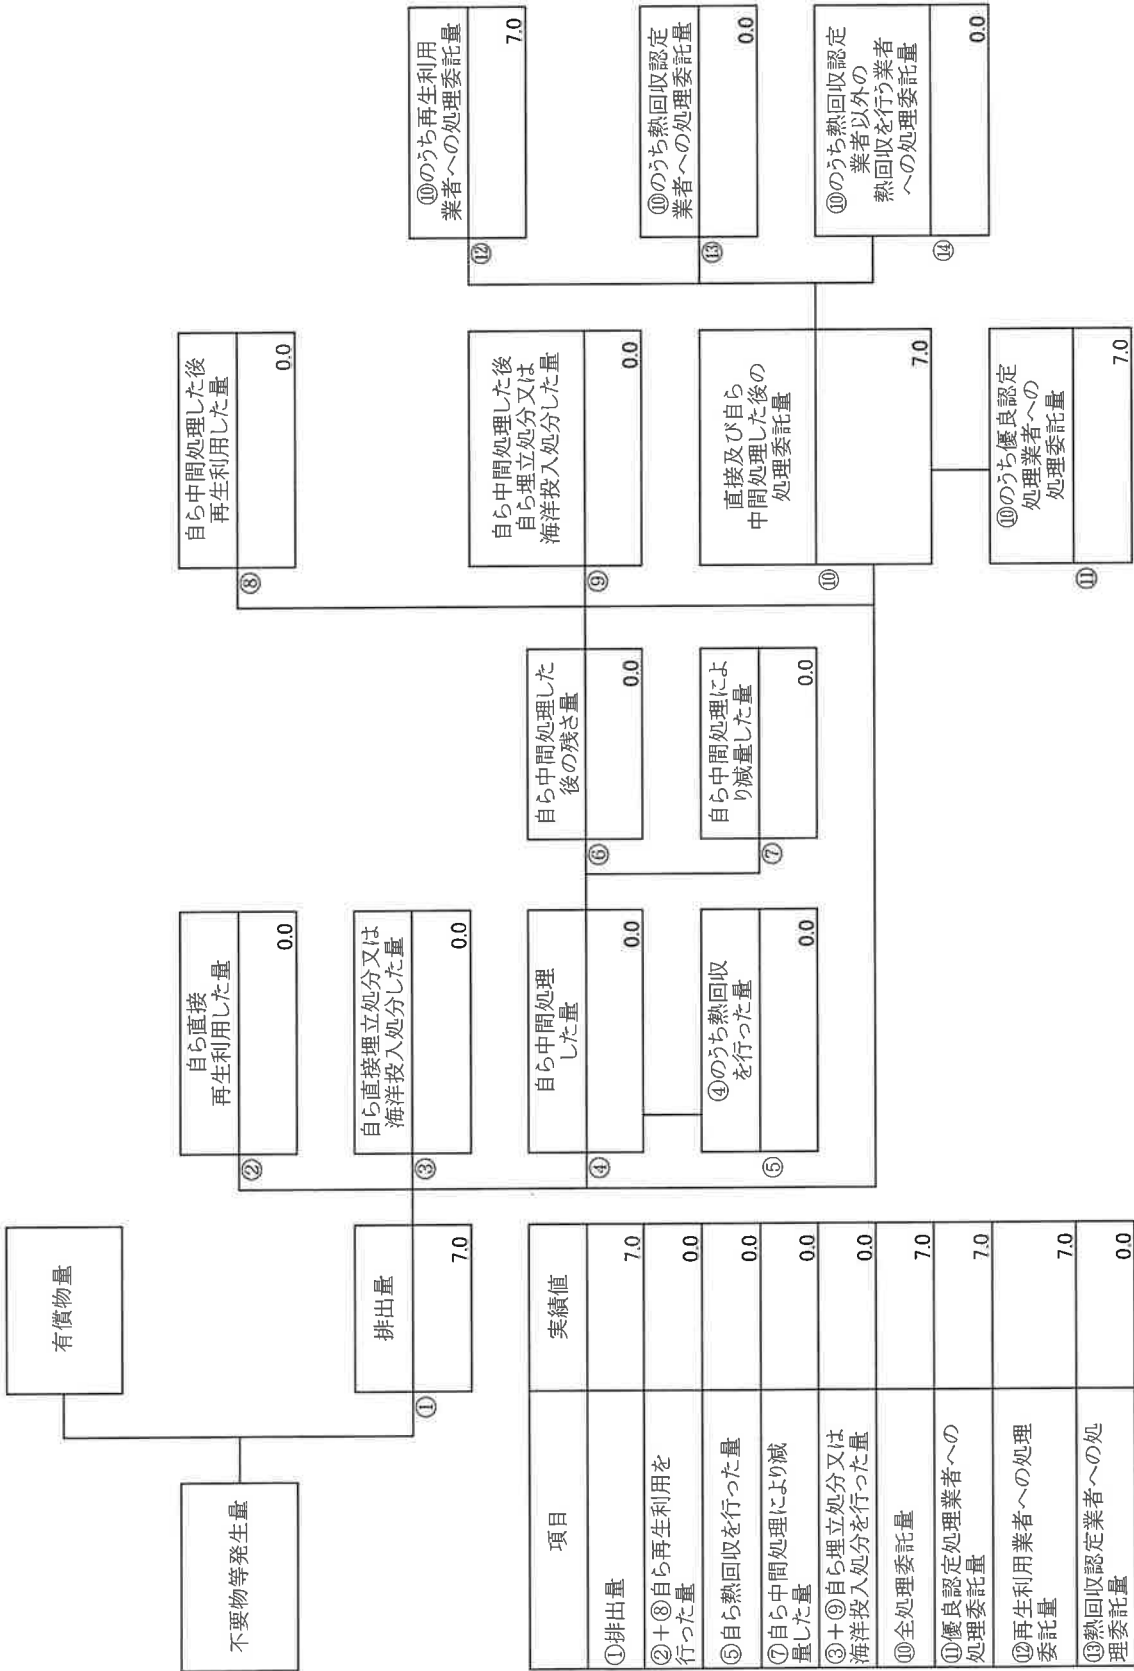 不要物等発生量
有償物量
①
排出量
7.0
②
自ら直接
再生利用した量
0.0
③
自ら直接埋立処分又は
海洋投入処分した量
0.0
④
自ら中間処理
した量
0.0
⑤
④のうち熱回収
を行った量
0.0
⑥
自ら中間処理した
後の残さ量
0.0
⑦
自ら中間処理によ
り減量した量
0.0
⑧
自ら中間処理した後
再生利用した量
0.0
⑨
自ら中間処理した後
自ら埋立処分又は
海洋投入処分した量
0.0
⑩
直接及び自ら
中間処理した後の
処理委託量
7.0
⑪
⑩のうち優良認定
処理業者への
処理委託量
7.0
⑫
⑩のうち再生利用
業者への処理委託量
7.0
⑬
⑩のうち熱回収認定
業者への処理委託量
0.0
⑭
⑩のうち熱回収認定
業者以外の
熱回収を行う業者
への処理委託量
0.0
項目 実績値
①排出量 7.0
②+⑧自ら再生利用を
行った量 0.0
⑤自ら熱回収を行った量 0.0
⑦自ら中間処理により減
量した量 0.0
③+⑨自ら埋立処分又は
海洋投入処分を行った量 0.0
⑩全処理委託量 7.0
⑪優良認定処理業者への
処理委託量 7.0
⑫再生利用業者への処理
委託量 7.0
⑬熱回収認定業者への処
理委託量 0.0